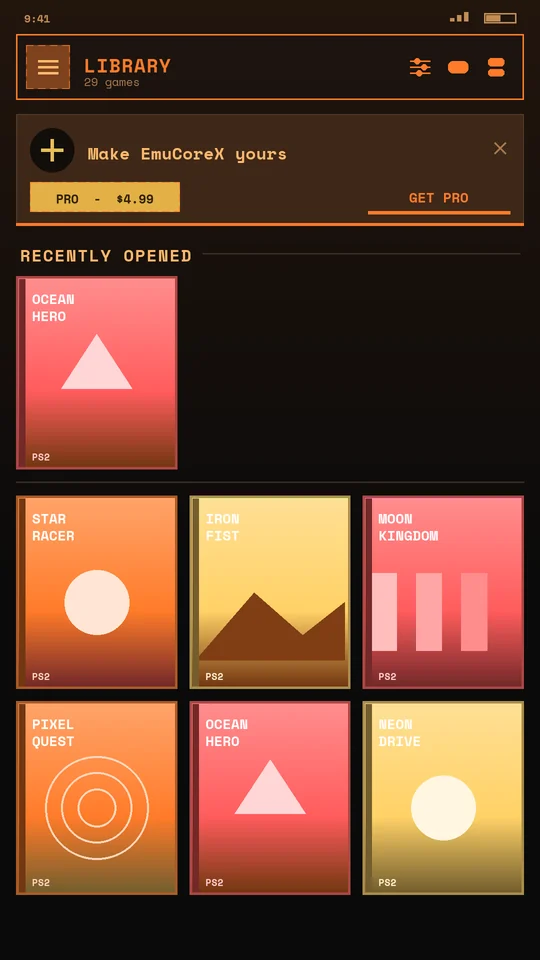 9:41
LIBRARY
29 games
Make EmuCoreX yours
PRO - $4.99
GET PRO
RECENTLY OPENED
OCEAN
HERO
PS2
STAR
RACER
PS2
IRON
FIST
PS2
MOON
KINGDOM
PS2
PIXEL
QUEST
PS2
OCEAN
HERO
PS2
NEON
DRIVE
PS2